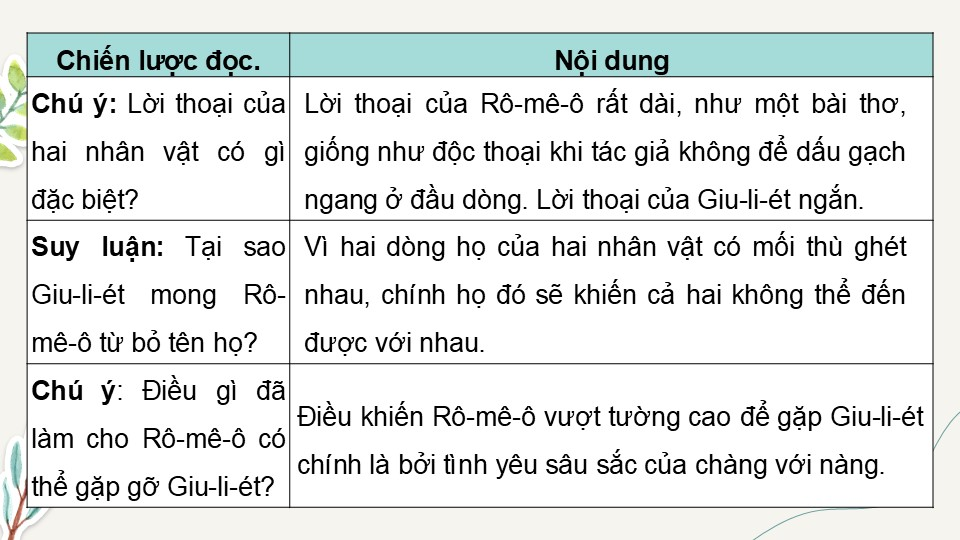 Chiến lược đọc.
Nội dung
Chú ý: Lời thoại của
hai nhân vật có gì
đặc biệt?
Lời thoại của Rô-mê-ô rất dài, như một bài thơ,
giống như độc thoại khi tác giả không để dấu gạch
ngang ở đầu dòng. Lời thoại của Giu-li-ét ngắn.
Suy luận: Tại sao
Giu-li-ét mong Rô-
mê-ô từ bỏ tên họ?
Vì hai dòng họ của hai nhân vật có mối thù ghét
nhau, chính họ đó sẽ khiến cả hai không thể đến
được với nhau.
Chú ý: Điều gì đã
làm cho Rô-mê-ô có
thể gặp gỡ Giu-li-ét?
Điều khiến Rô-mê-ô vượt tường cao để gặp Giu-li-ét
chính là bởi tình yêu sâu sắc của chàng với nàng.